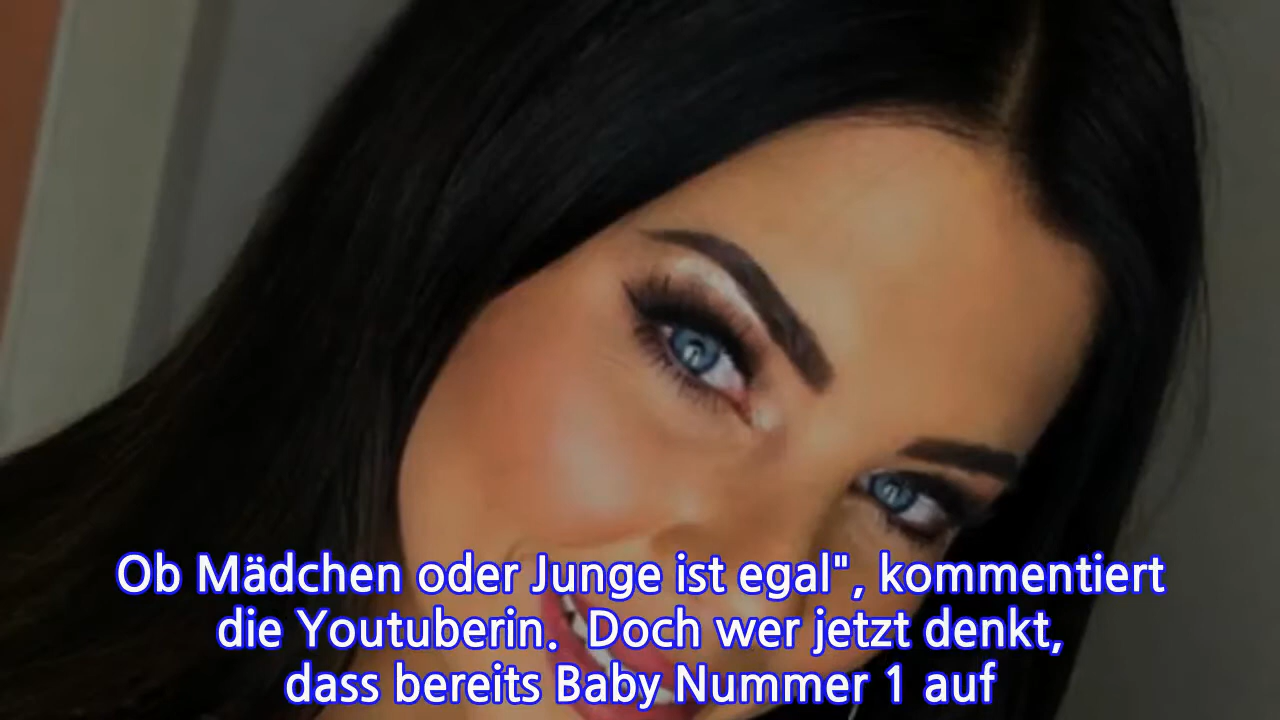 Ob Mädchen oder Junge ist egal", kommentiert
die Youtuberin.  Doch wer jetzt denkt,
dass bereits Baby Nummer 1 auf